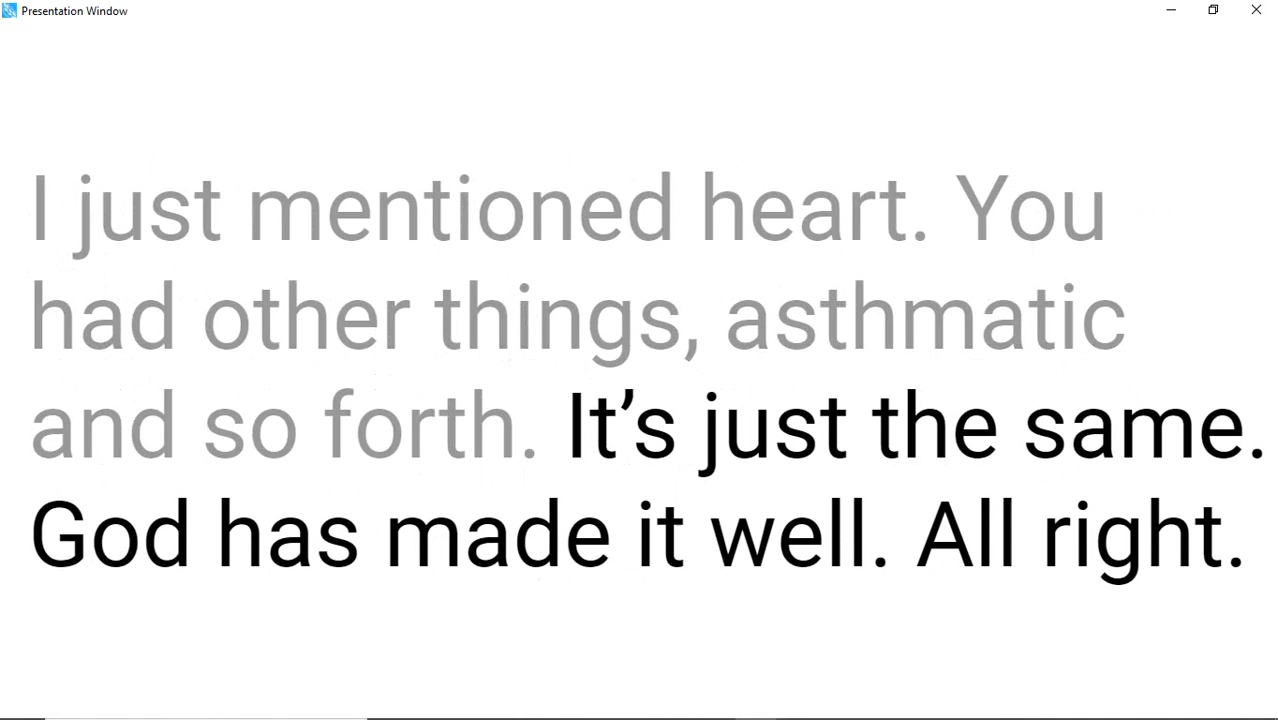 Presentation Window
I just mentioned heart. You
had other things, asthmatic
and so forth. It’s just the same.
God has made it well. All right.